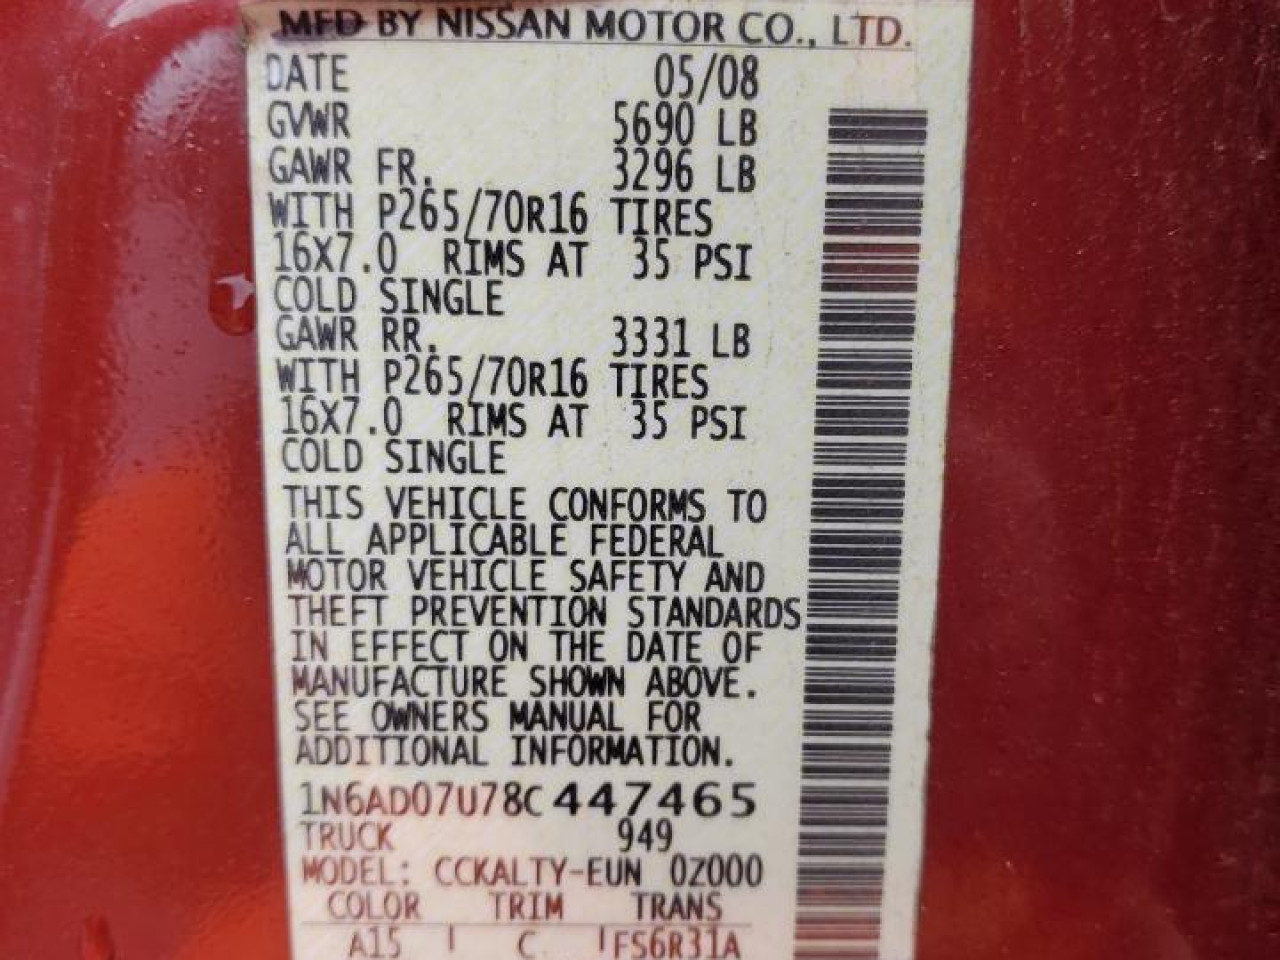 MFD BY NISSAN MOTOR CO., LTD.
DATE 05/08
GVWR 5690 LB
GAWR FR. 3296 LB
WITH P265/70R16 TIRES
16X7.0 RIMS AT 35 PSI
COLD SINGLE
GAWR RR. 3331 LB
WITH P265/70R16 TIRES
16X7.0 RIMS AT 35 PSI
COLD SINGLE
THIS VEHICLE CONFORMS TO
ALL APPLICABLE FEDERAL
MOTOR VEHICLE SAFETY AND
THEFT PREVENTION STANDARDS
IN EFFECT ON THE DATE OF
MANUFACTURE SHOWN ABOVE.
SEE OWNERS MANUAL FOR
ADDITIONAL INFORMATION.
1N6AD07U78C447465
TRUCK 949
MODEL: CCKALTY-EUN 0Z000
COLOR TRIM TRANS
A15 C FS6R31A